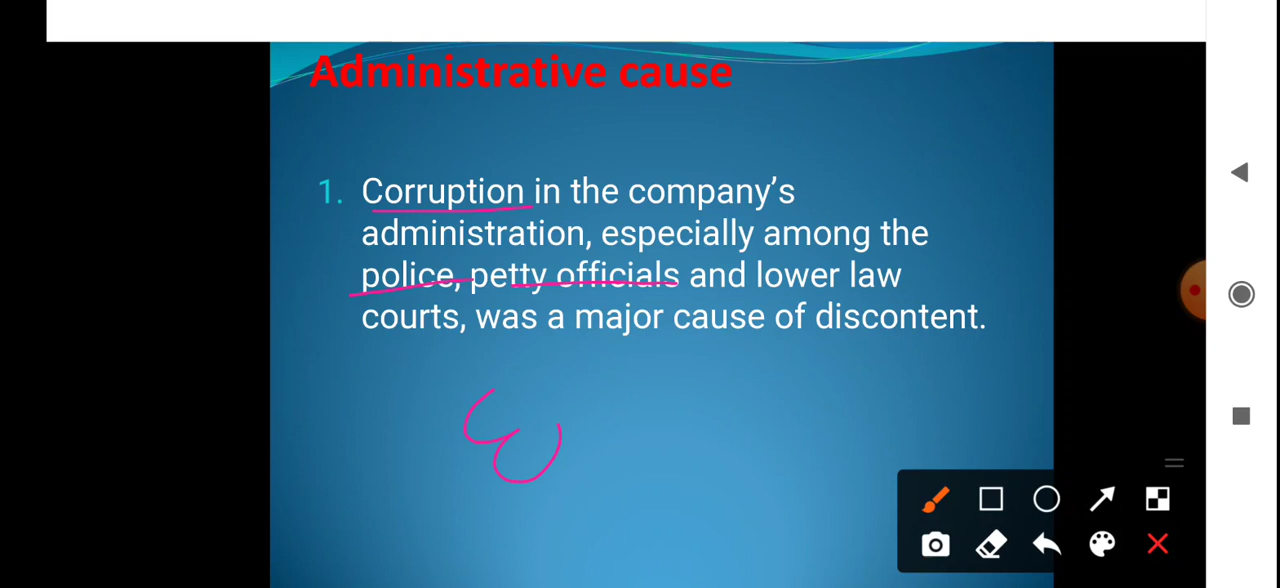 Administrative cause
1. Corruption in the company's
administration, especially among the
police, petty officials and lower law
courts, was a major cause of discontent.